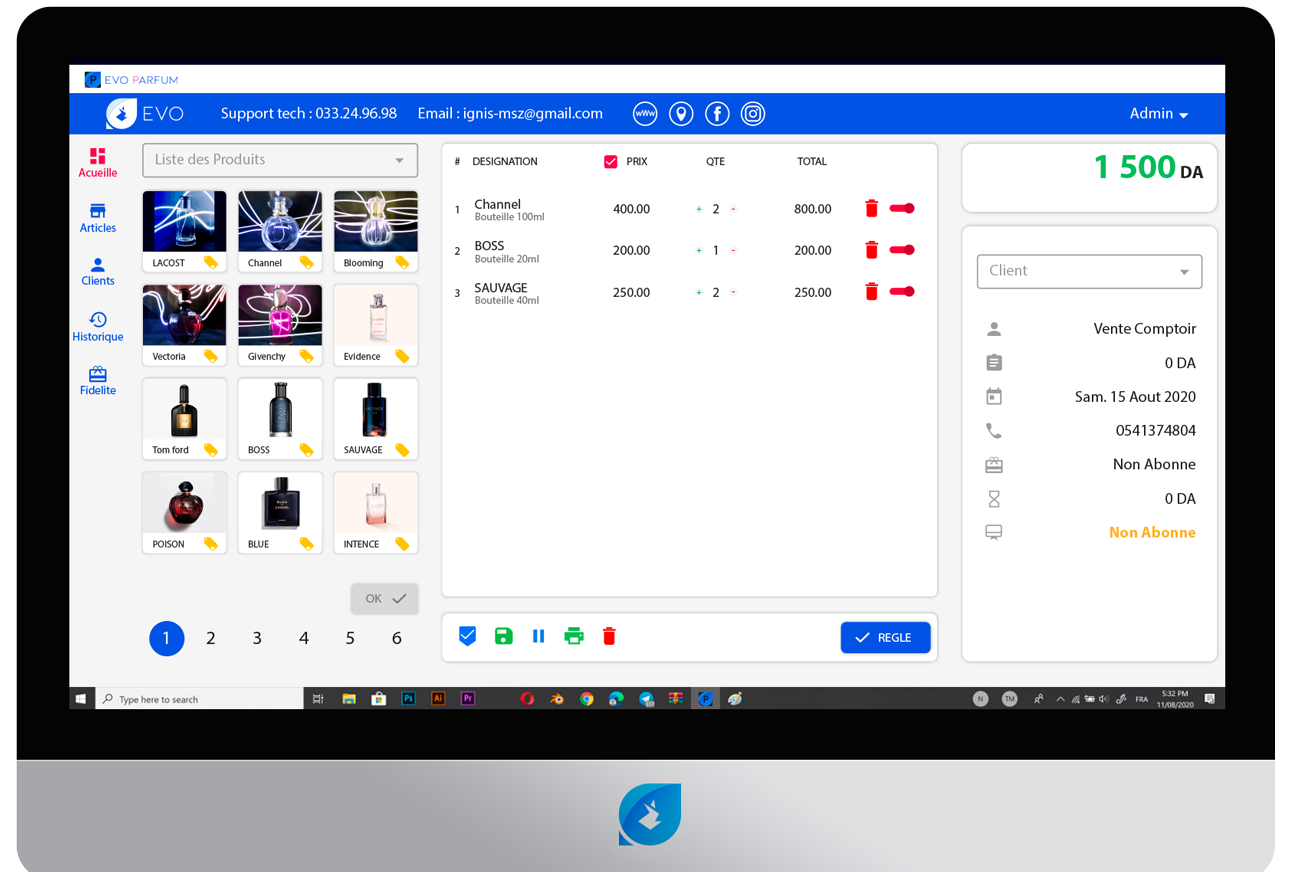 EVO PARFUM
EVO
Support tech : 033.24.96.98
Email : ignis-msz@gmail.com
www
Admin
Acueille
Articles
Clients
Historique
Fidelite
Liste des Produits
LACOST
Channel
Blooming
Vectoria
Givenchy
Evidence
Tom ford
BOSS
SAUVAGE
POISON
BLUE
INTENCE
OK
1 2 3 4 5 6
# DESIGNATION PRIX QTE TOTAL
1 Channel 400.00 + 2 - 800.00
Bouteille 100ml
2 BOSS 200.00 + 1 - 200.00
Bouteille 20ml
3 SAUVAGE 250.00 + 2 - 250.00
Bouteille 40ml
REGLE
1 500 DA
Client
Vente Comptoir
0 DA
Sam. 15 Aout 2020
0541374804
Non Abonne
0 DA
Non Abonne
Type here to search
Ps
Ai
Pr
P
N
TM
FRA
5:32 PM
11/08/2020